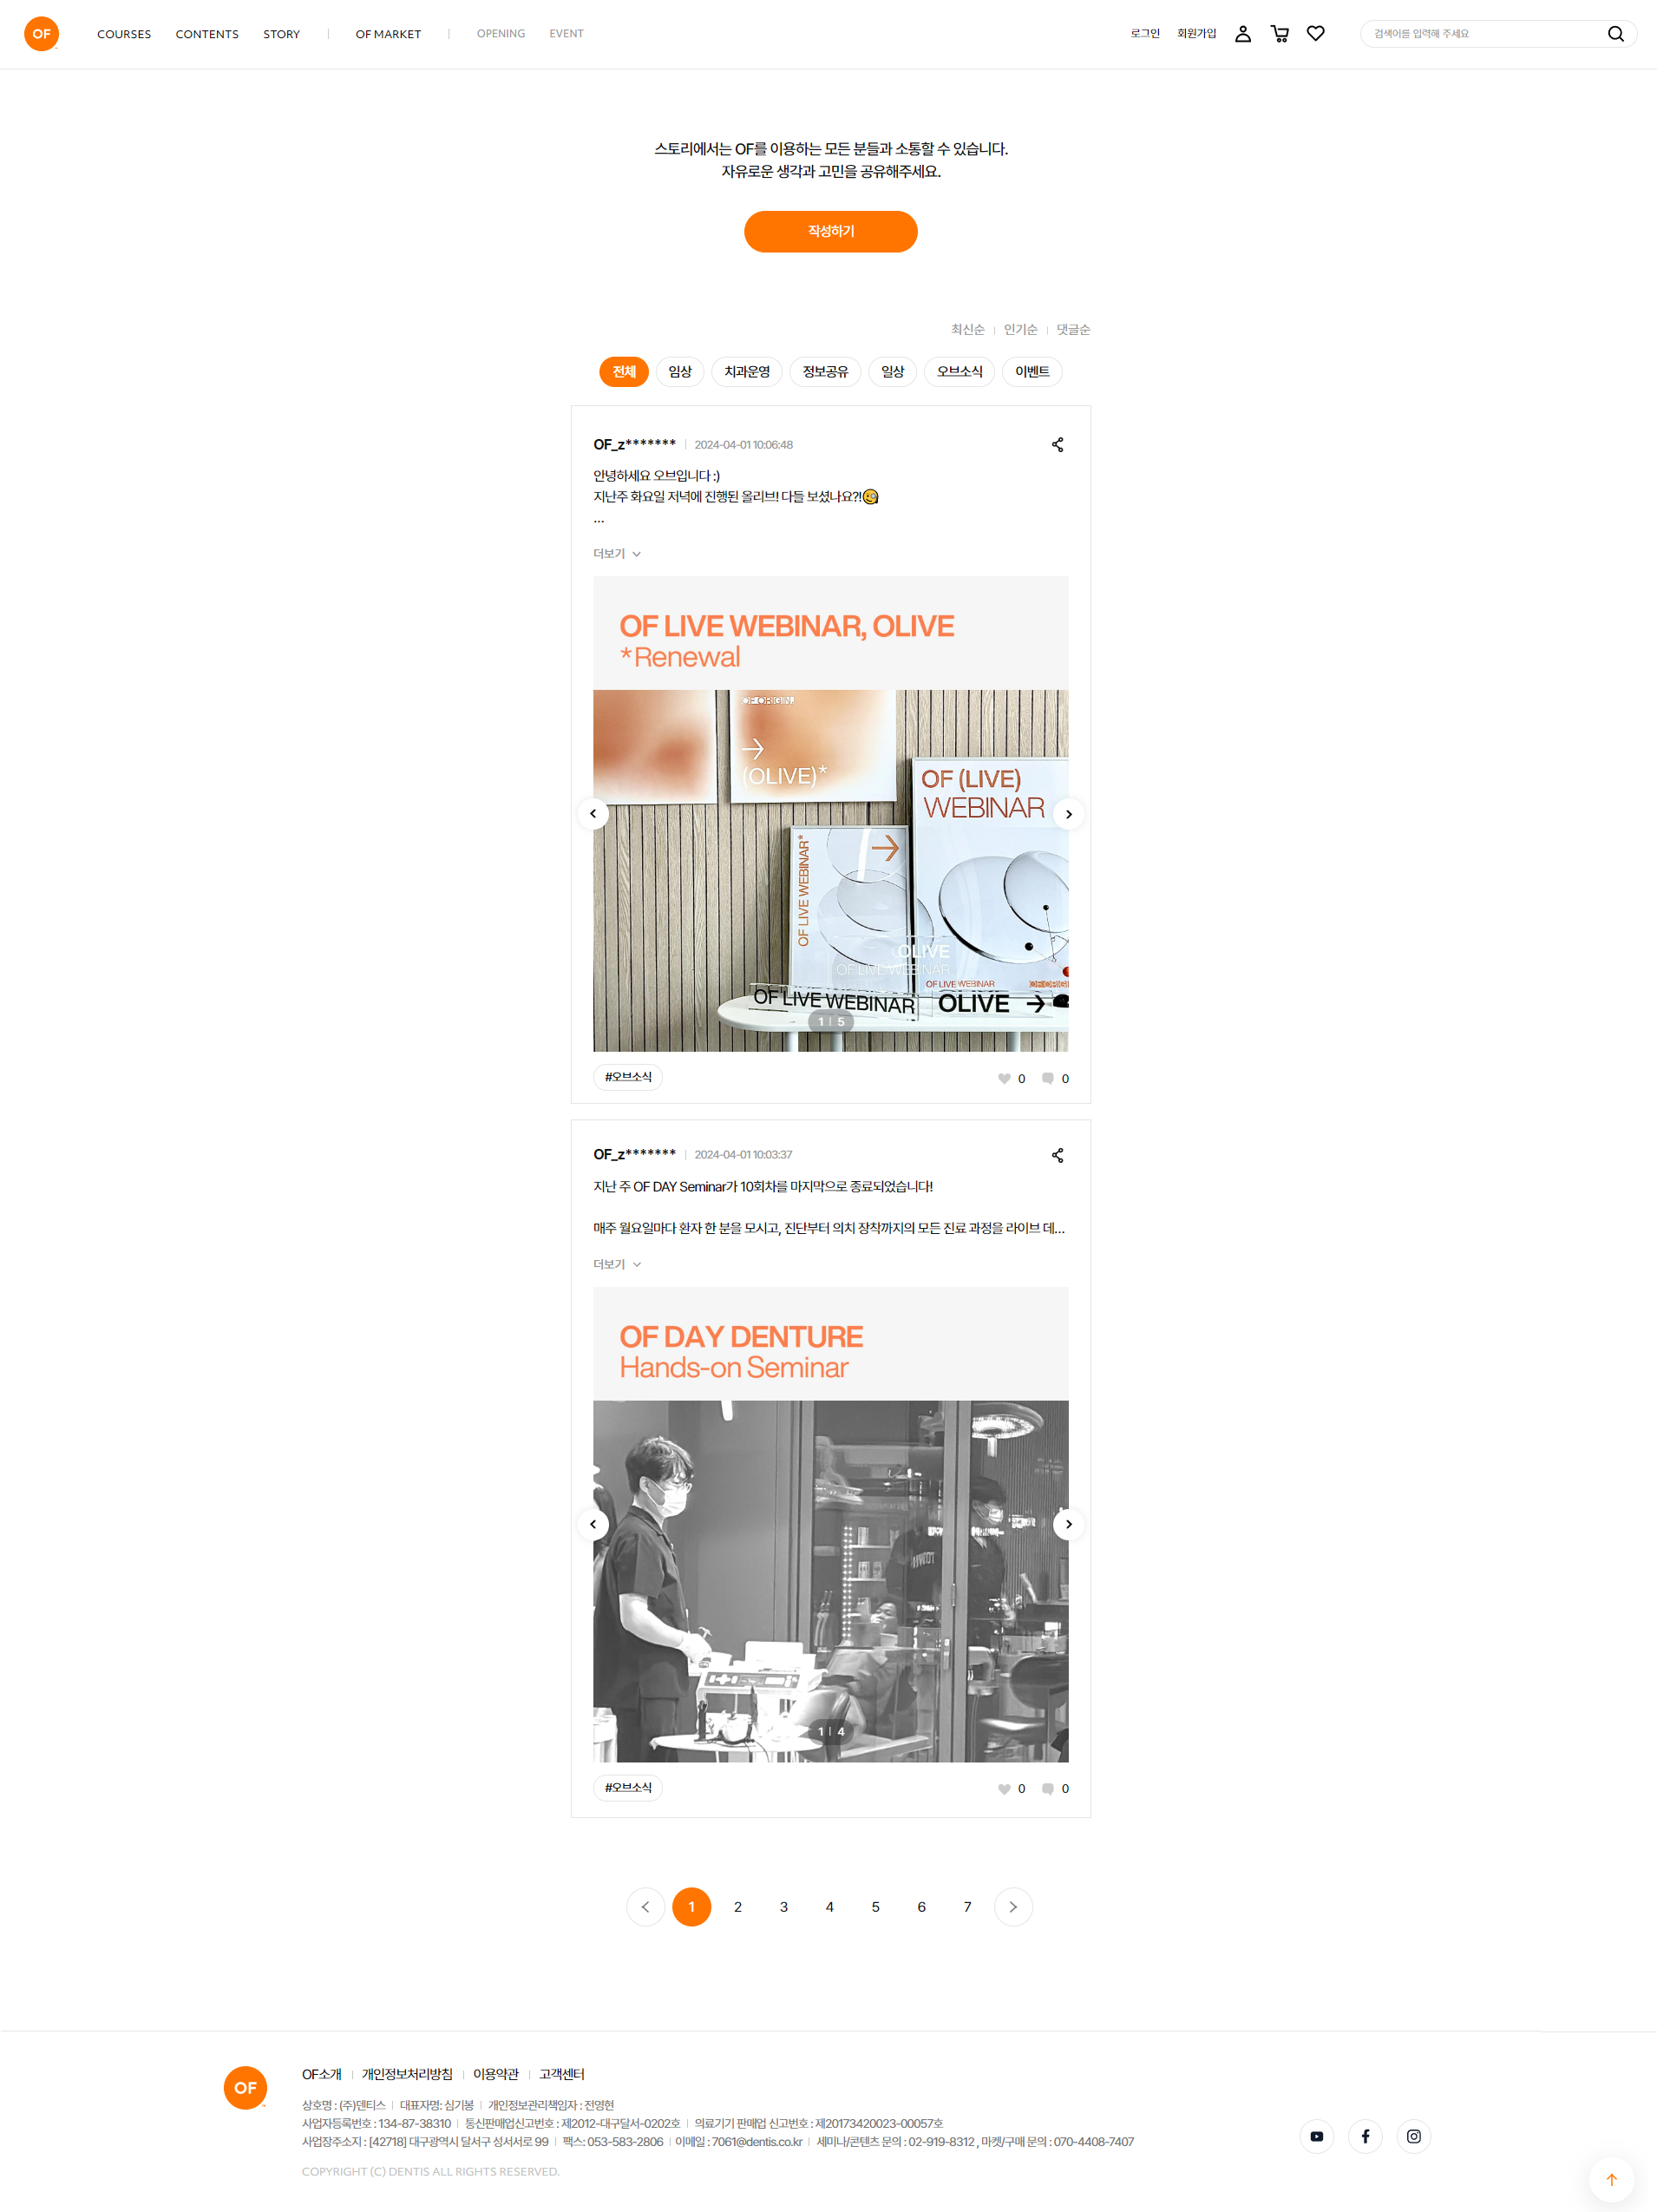 OF
COURSES
CONTENTS
STORY
OF MARKET
OPENING
EVENT
로그인
회원가입
검색어를 입력해 주세요
스토리에서는 OF를 이용하는 모든 분들과 소통할 수 있습니다.
자유로운 생각과 고민을 공유해주세요.
작성하기
최신순
인기순
댓글순
전체
임상
치과운영
정보공유
일상
오브소식
이벤트
OF_z*******
2024-04-01 10:06:48
안녕하세요 오브입니다 :)
지난주 화요일 저녁에 진행된 올리브! 다들 보셨나요?!🧐
...
더보기
OF LIVE WEBINAR, OLIVE
*Renewal
OF ORIGIN.
(OLIVE)*
OF (LIVE)
WEBINAR
OF LIVE WEBINAR*
OLIVE
OF LIVE WEBINAR
OF LIVE WEBINAR
OF LIVE WEBINAR
OLIVE →
1 | 5
#오브소식
0
0
OF_z*******
2024-04-01 10:03:37
지난 주 OF DAY Seminar가 10회차를 마지막으로 종료되었습니다!
매주 월요일마다 환자 한 분을 모시고, 진단부터 의치 장착까지의 모든 진료 과정을 라이브 데...
더보기
OF DAY DENTURE
Hands-on Seminar
1 | 4
#오브소식
0
0
1 2 3 4 5 6 7
OF
OF소개 | 개인정보처리방침 | 이용약관 | 고객센터
상호명 : (주)덴티스 | 대표자명: 심기봉 | 개인정보관리책임자 : 전영현
사업자등록번호 : 134-87-38310 | 통신판매업신고번호 : 제2012-대구달서-0202호 | 의료기기 판매업 신고번호 : 제20173420023-00057호
사업장주소지 : [42718] 대구광역시 달서구 성서서로 99 | 팩스: 053-583-2806 | 이메일 : 7061@dentis.co.kr | 세미나/콘텐츠 문의 : 02-919-8312 , 마켓/구매 문의 : 070-4408-7407
COPYRIGHT (C) DENTIS ALL RIGHTS RESERVED.